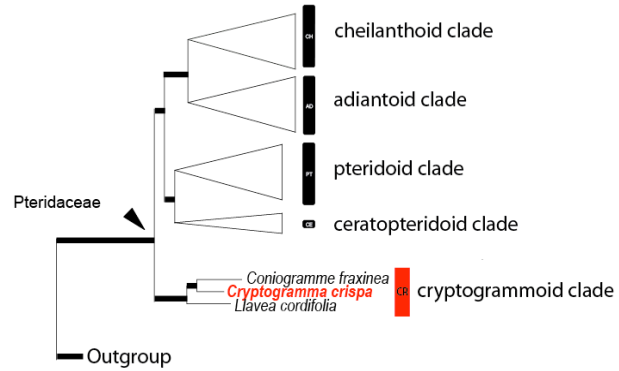 CH cheilanthoid clade
AD adiantoid clade
PT pteridoid clade
Pteridaceae
CE ceratopteridoid clade
Coniogramme fraxinea
Cryptogramma crispa
CR cryptogrammoid clade
Llavea cordifolia
Outgroup